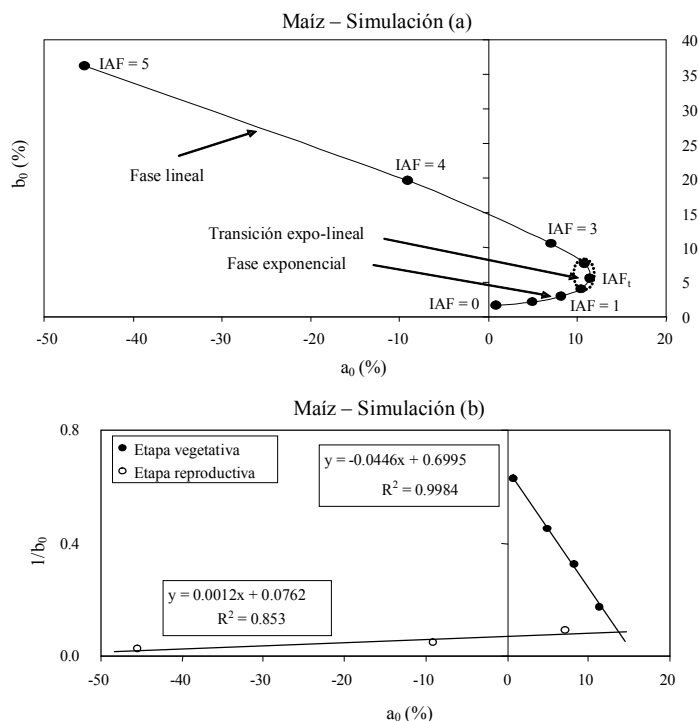 Maíz – Simulación (a)
IAF = 5
40
35
30
25
20
15
10
5
0
b₀ (%)
Fase lineal
IAF = 4
IAF = 3
Transición expo-lineal
Fase exponencial
IAFₜ
IAF = 0
IAF = 1
-50 -40 -30 -20 -10 0 10 20
a₀ (%)
Maíz – Simulación (b)
0.8
0.4
0.0
1/b₀
Etapa vegetativa
Etapa reproductiva
y = -0.0446x + 0.6995
R² = 0.9984
y = 0.0012x + 0.0762
R² = 0.853
-50 -40 -30 -20 -10 0 10 20
a₀ (%)